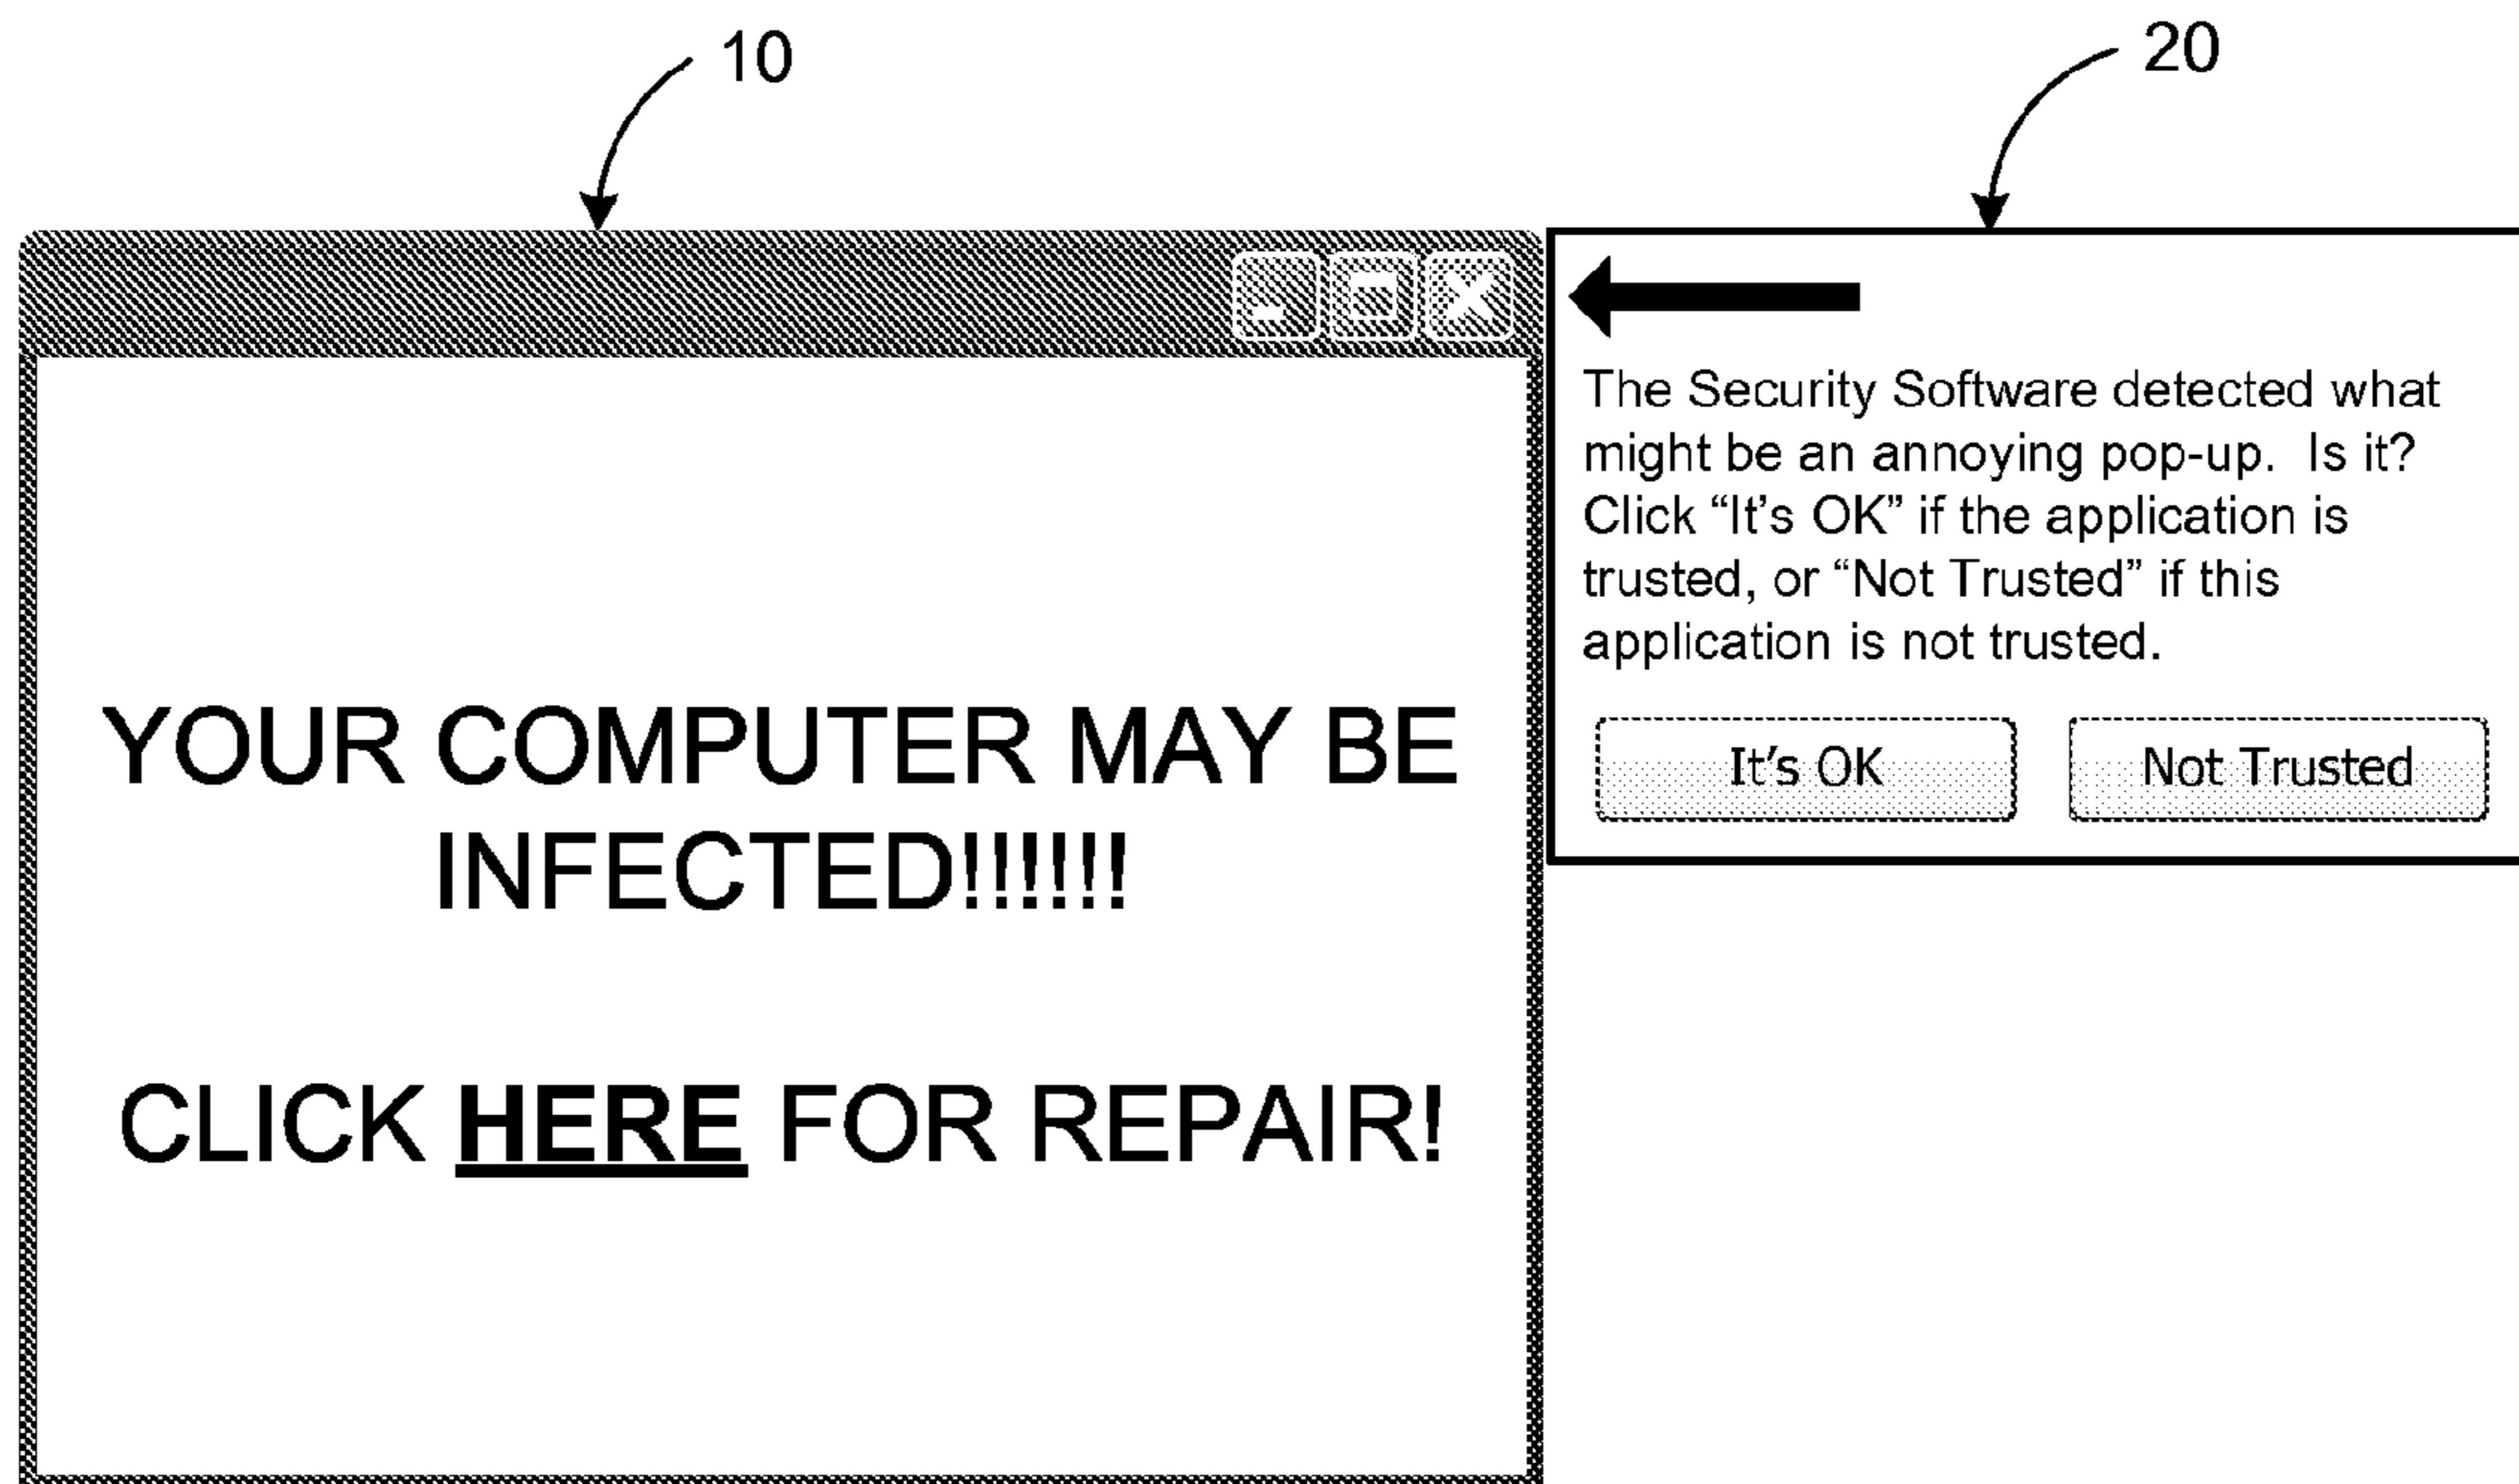 10
20
YOUR COMPUTER MAY BE
INFECTED!!!!!!
CLICK HERE FOR REPAIR!
The Security Software detected what
might be an annoying pop-up.  Is it?
Click “It’s OK” if the application is
trusted, or “Not Trusted” if this
application is not trusted.
It’s OK
Not Trusted